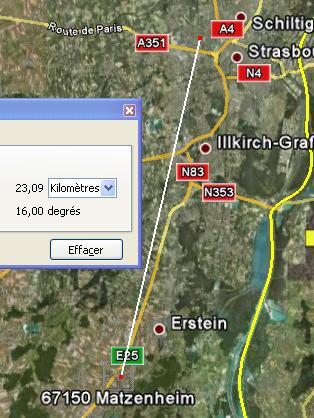 A4
Schiltig
Route de Paris
A351
Strasbou
N4
Illkirch-Graf
N83
23,09 Kilomètres
N353
16,00 degrés
Effacer
Erstein
E25
67150 Matzenheim